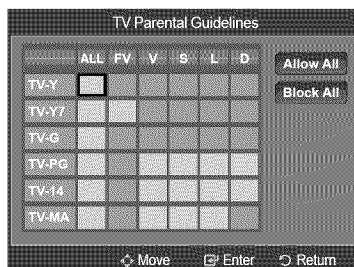 TV Parental Guidelines
ALL FV V S L D
Allow All
TV-Y
Block All
TV-Y7
TV-G
TV-PG
TV-14
TV-MA
Move Enter Return